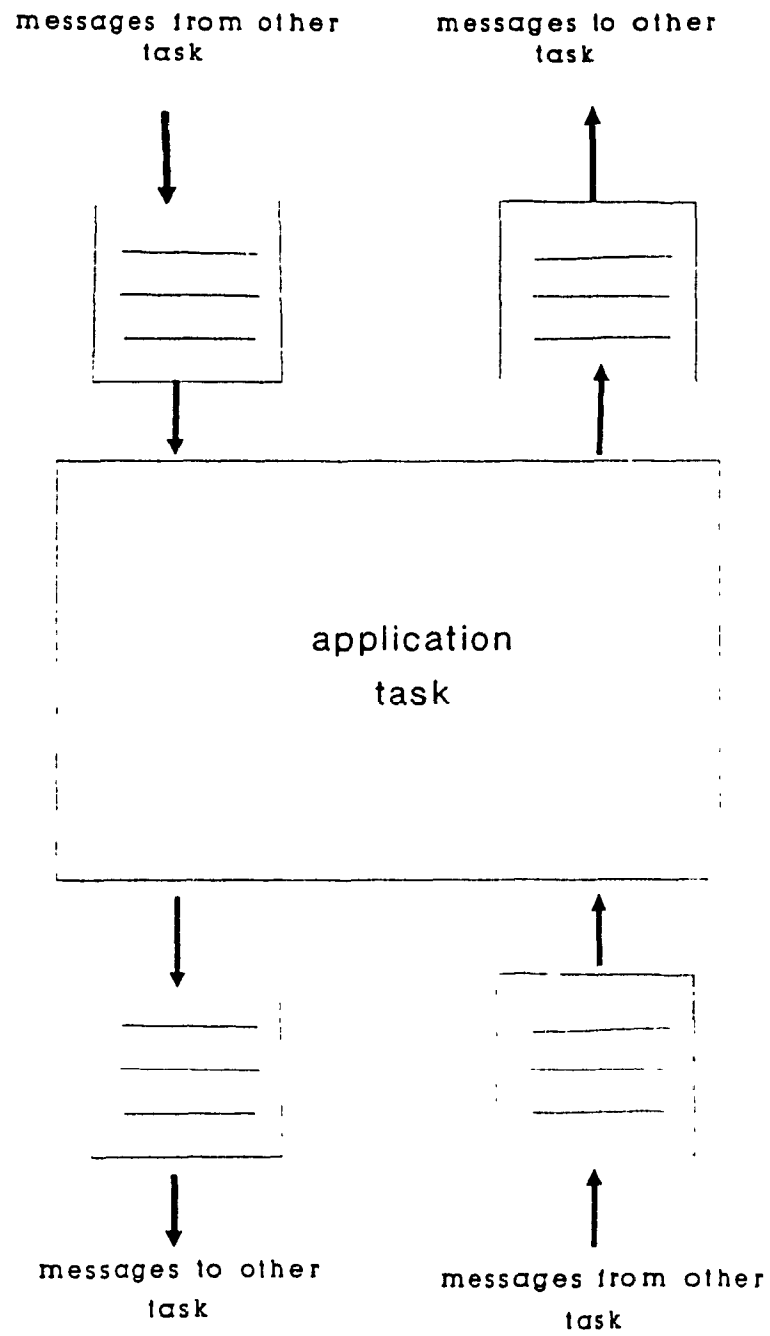 messages from other
task
messages to other
task
application
task
messages to other
task
messages from other
task